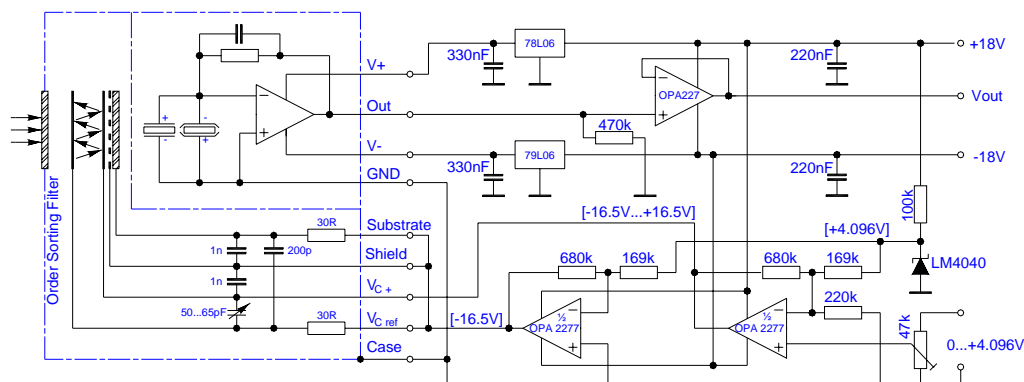 V+
330nF
78L06
220nF
+18V
+
-
-
+
−
+
Out
−
+
OPA227
Vout
470k
V-
330nF
79L06
220nF
-18V
GND
100k
Order Sorting Filter
Substrate
30R
[-16.5V...+16.5V]
[+4.096V]
1n
200p
Shield
680k
169k
680k
169k
LM4040
1n
VC +
50...65pF
220k
30R
VC ref
[-16.5V]
−
½
OPA 2277
+
−
½
OPA 2277
+
47k
0...+4.096V
Case